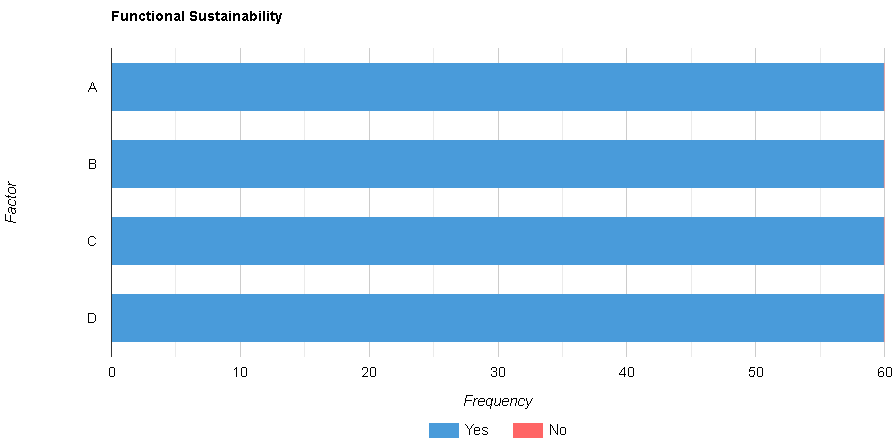 Functional Sustainability
A
B
C
D
Factor
0 10 20 30 40 50 60
Frequency
Yes No